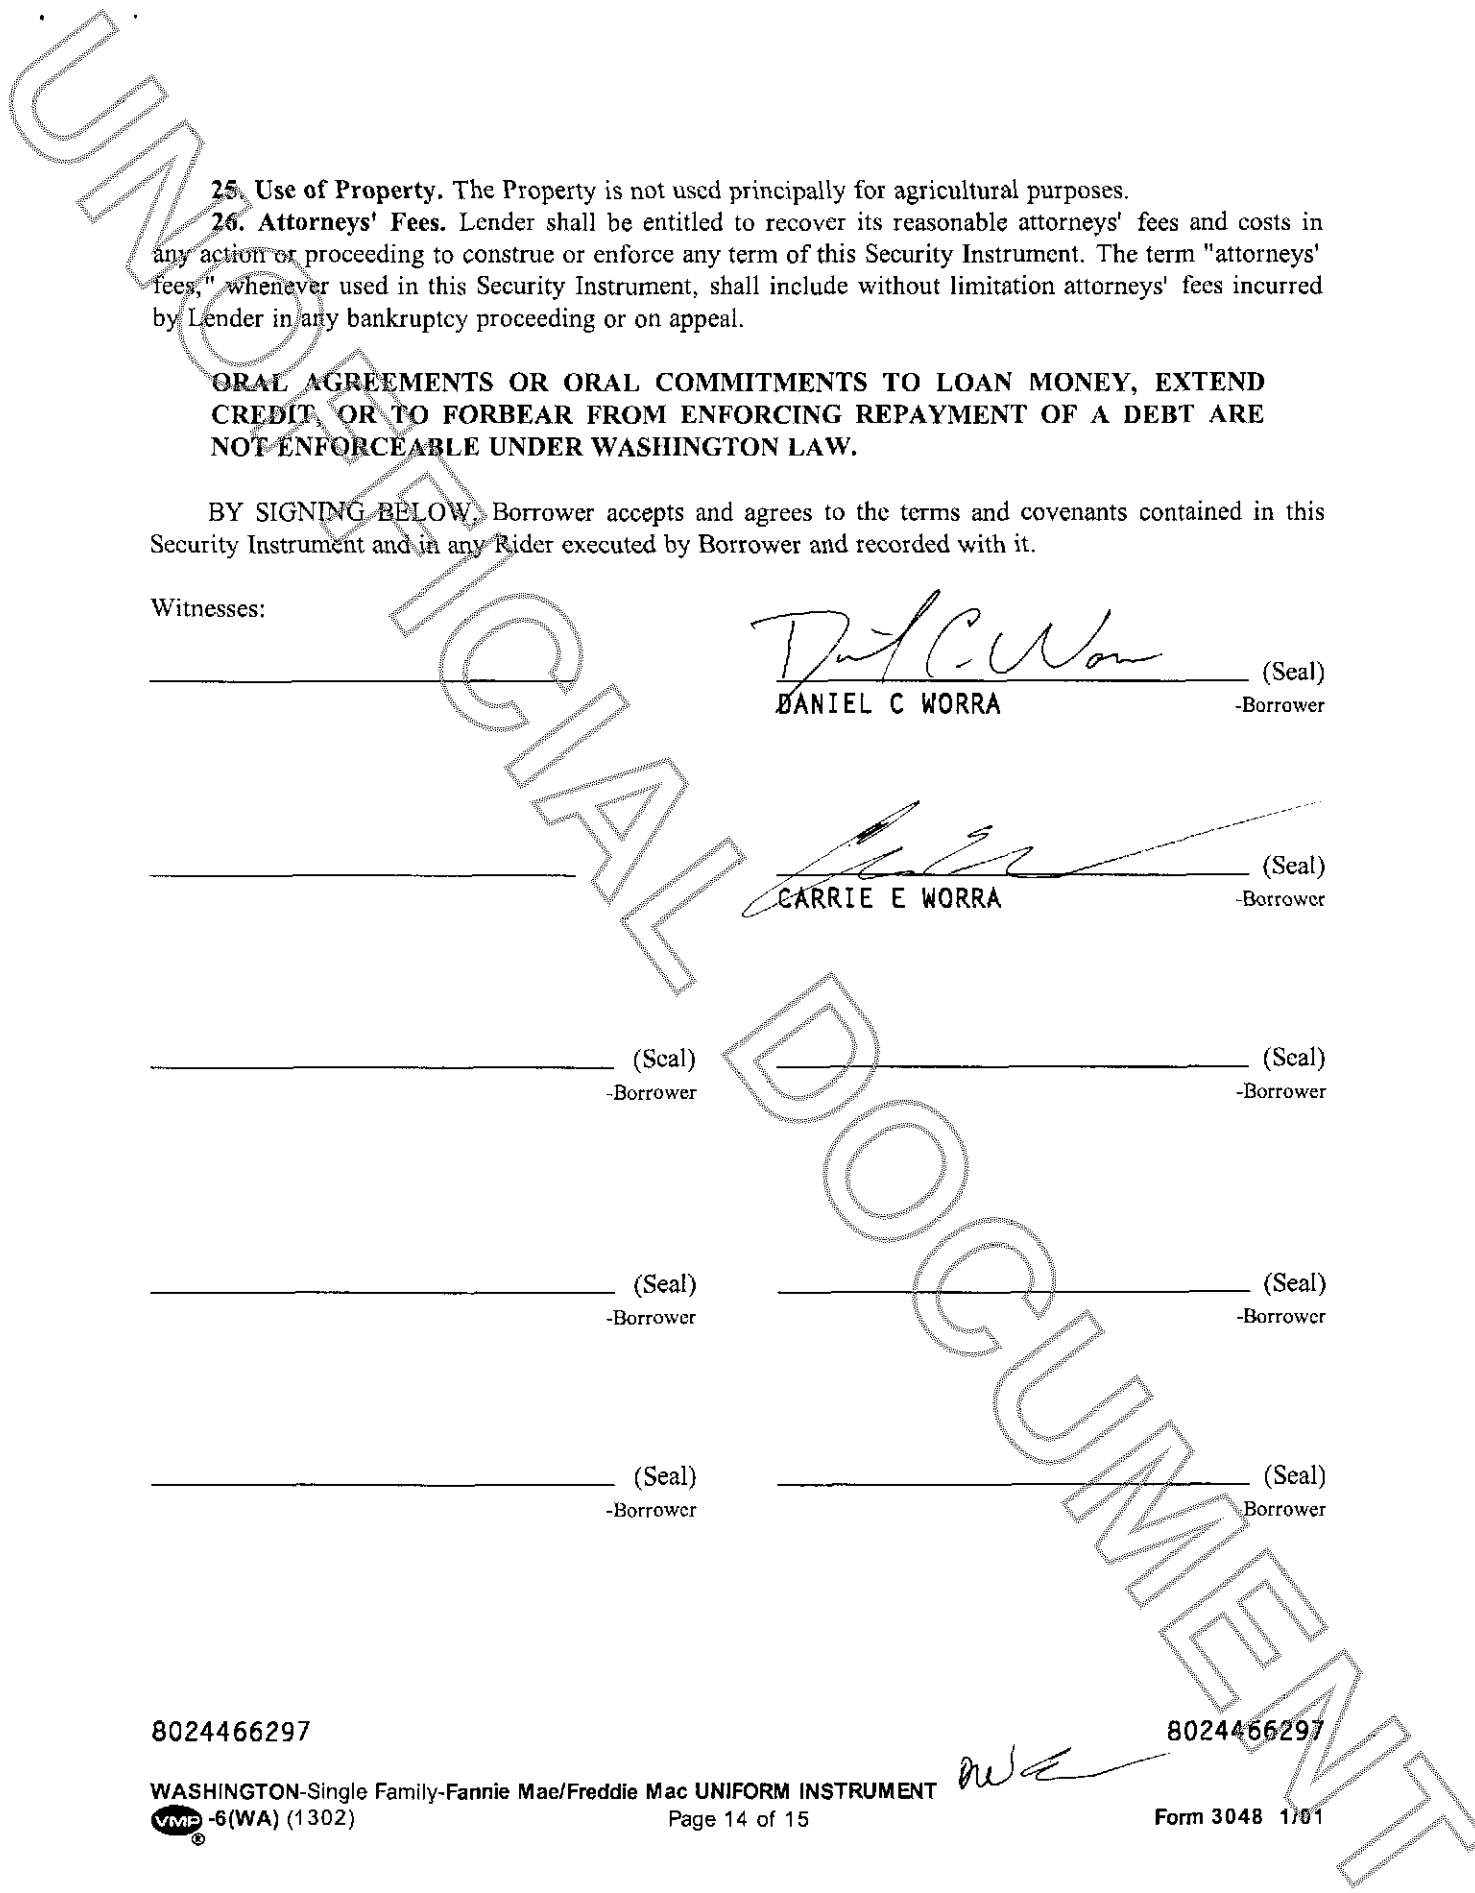 25. Use of Property. The Property is not used principally for agricultural purposes.
26. Attorneys' Fees. Lender shall be entitled to recover its reasonable attorneys' fees and costs in
any action or proceeding to construe or enforce any term of this Security Instrument. The term "attorneys'
fees," whenever used in this Security Instrument, shall include without limitation attorneys' fees incurred
by Lender in any bankruptcy proceeding or on appeal.
ORAL AGREEMENTS OR ORAL COMMITMENTS TO LOAN MONEY, EXTEND
CREDIT, OR TO FORBEAR FROM ENFORCING REPAYMENT OF A DEBT ARE
NOT ENFORCEABLE UNDER WASHINGTON LAW.
BY SIGNING BELOW, Borrower accepts and agrees to the terms and covenants contained in this
Security Instrument and in any Rider executed by Borrower and recorded with it.
Witnesses:
(Seal)
DANIEL C WORRA -Borrower
(Seal)
CARRIE E WORRA -Borrower
(Seal) (Seal)
-Borrower -Borrower
(Seal) (Seal)
-Borrower -Borrower
(Seal) (Seal)
-Borrower -Borrower
8024466297 8024466297
WASHINGTON-Single Family-Fannie Mae/Freddie Mac UNIFORM INSTRUMENT
VMP ® -6(WA) (1302) Page 14 of 15 Form 3048 1/01
UNOFFICIAL DOCUMENT